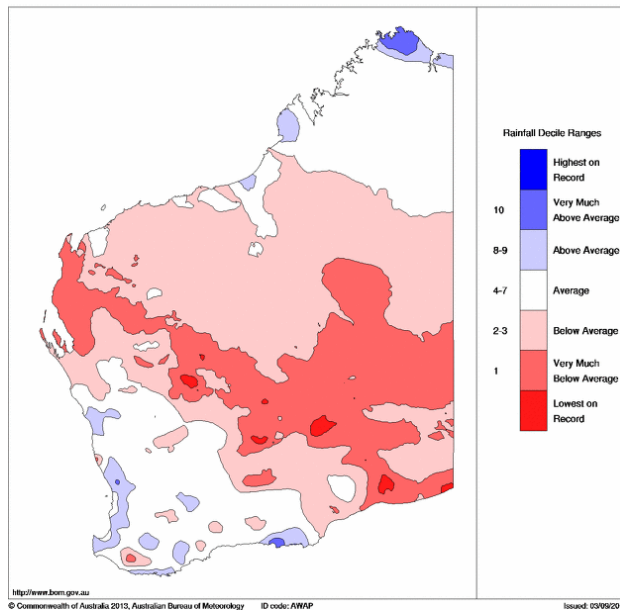 Rainfall Decile Ranges
Highest on
Record
10
Very Much
Above Average
8-9
Above Average
4-7
Average
2-3
Below Average
1
Very Much
Below Average
Lowest on
Record
http://www.bom.gov.au
© Commonwealth of Australia 2013, Australian Bureau of Meteorology ID code: AWAP Issued: 03/09/20